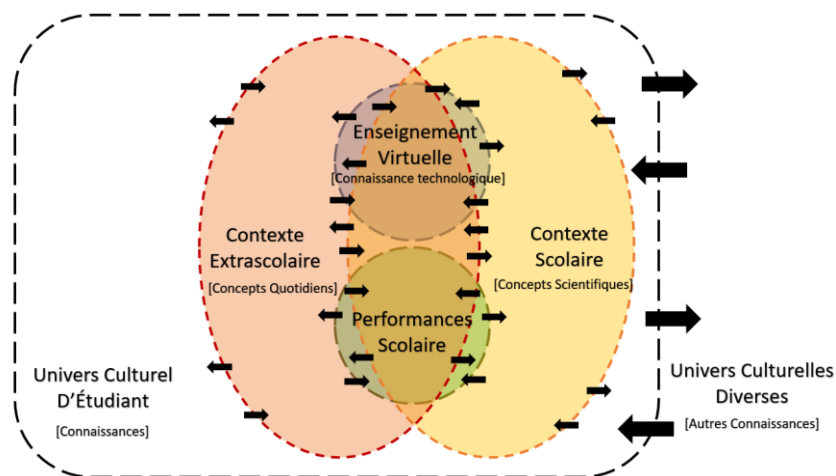 Enseignement
Virtuelle
[Connaissance technologique]
Contexte
Extrascolaire
[Concepts Quotidiens]
Contexte
Scolaire
[Concepts Scientifiques]
Performances
Scolaire
Univers Culturel
D'Étudiant
[Connaissances]
Univers Culturelles
Diverses
[Autres Connaissances]